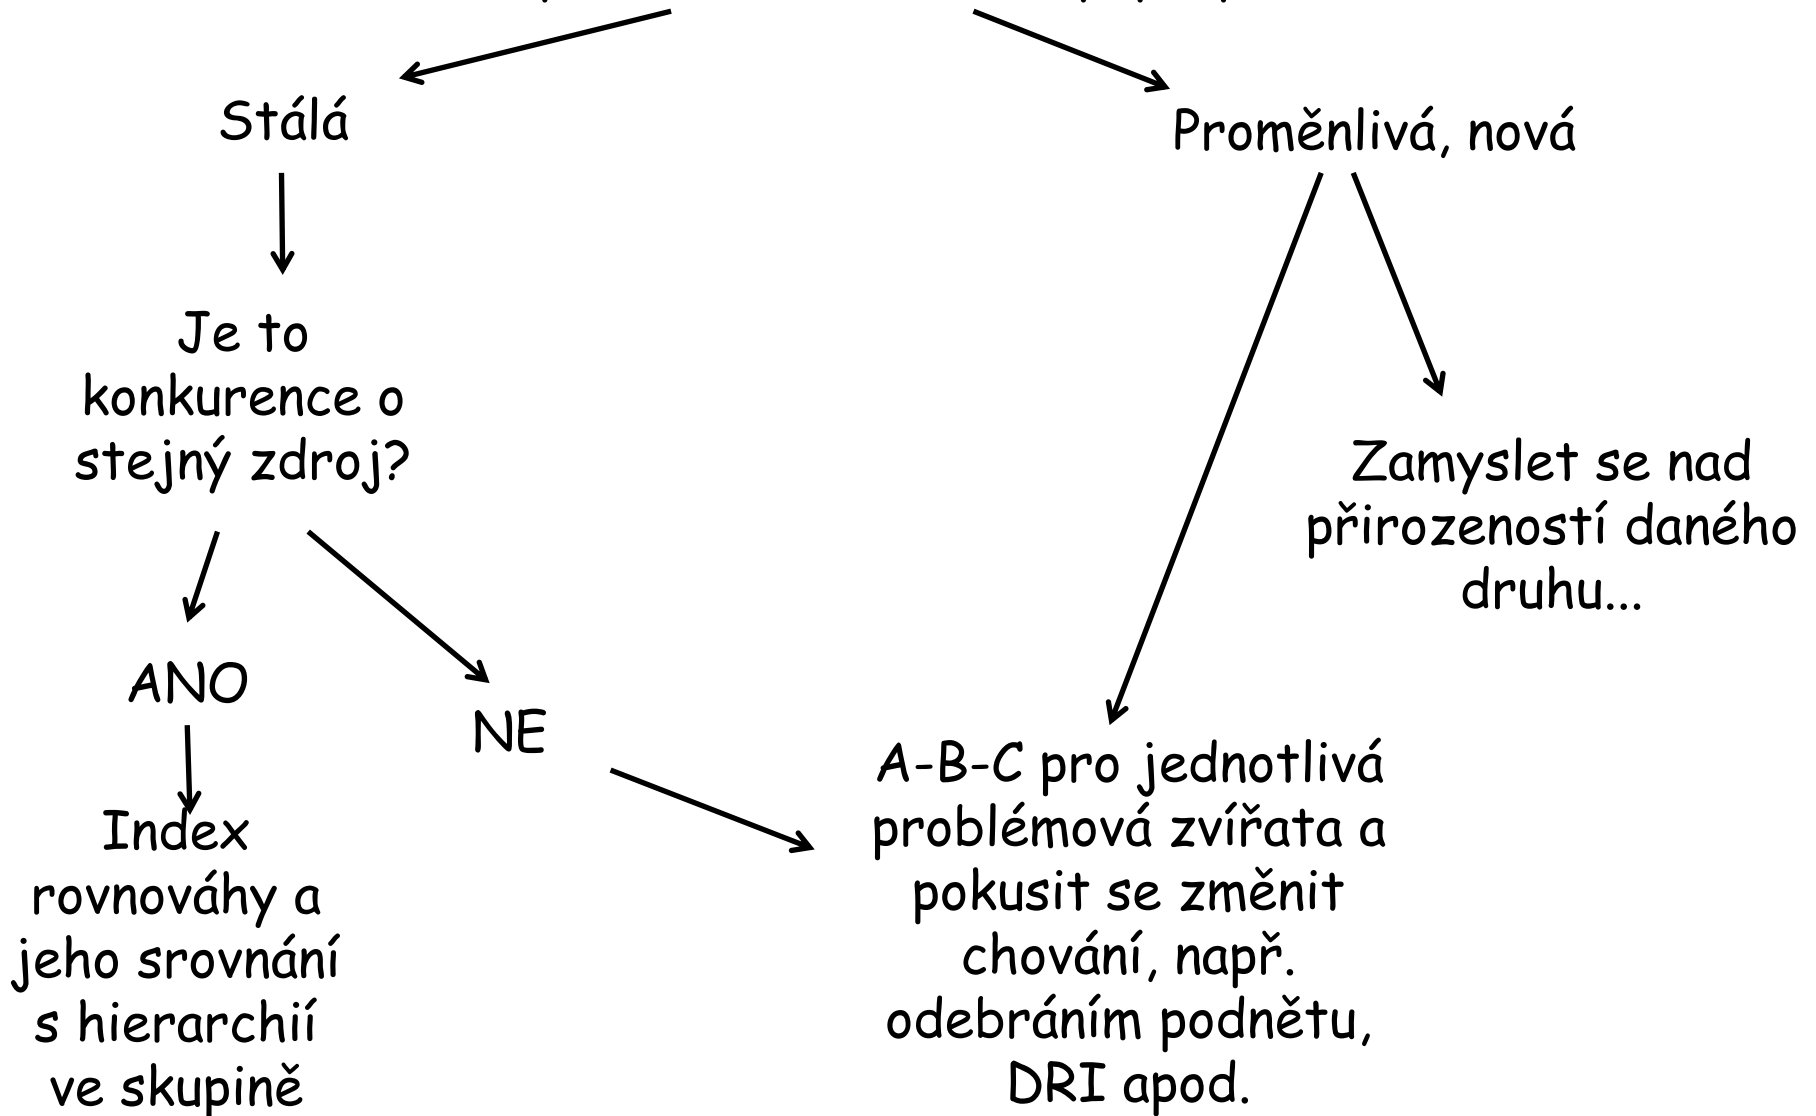 Stálá
Proměnlivá, nová
Je to
konkurence o
stejný zdroj?
Zamyslet se nad
přirozeností daného
druhu...
ANO
NE
A-B-C pro jednotlivá
problémová zvířata a
pokusit se změnit
chování, např.
odebráním podnětu,
DRI apod.
Index
rovnováhy a
jeho srovnání
s hierarchií
ve skupině